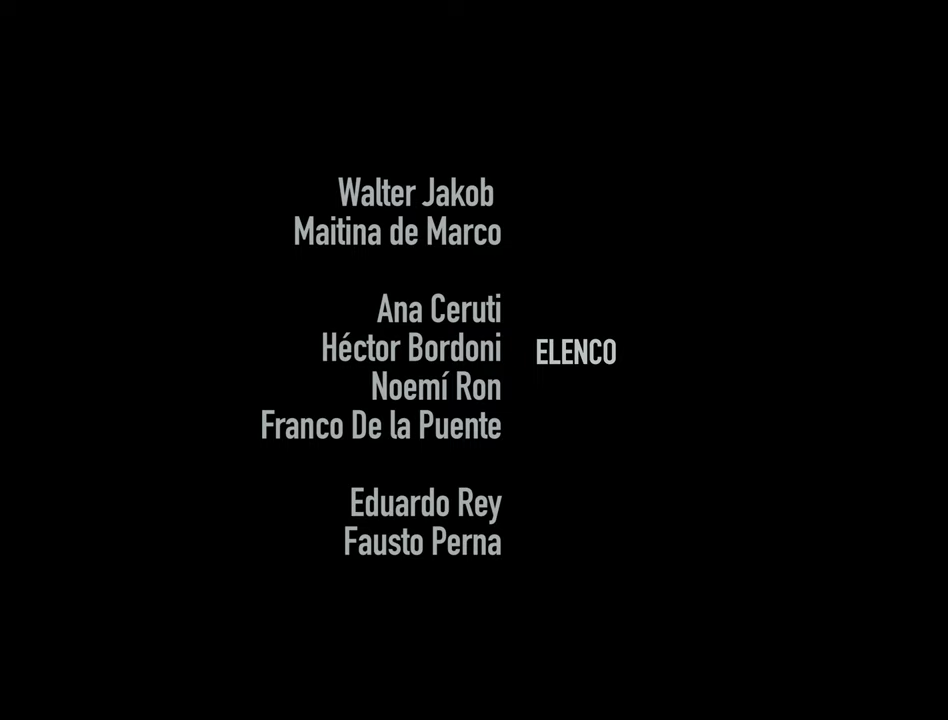 Walter Jakob
Maitina de Marco
Ana Ceruti
Héctor Bordoni
ELENCO
Noemí Ron
Franco De la Puente
Eduardo Rey
Fausto Perna